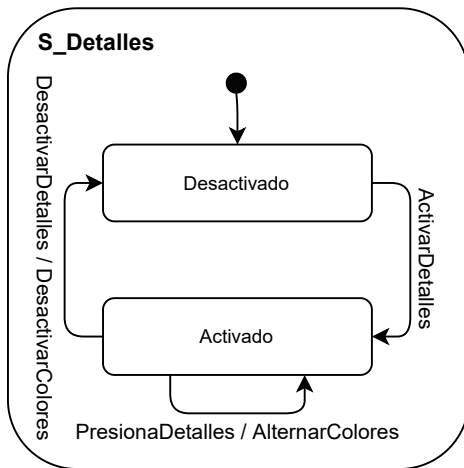 S_Detalles
Desactivado
DesactivarDetalles / DesactivarColores
ActivarDetalles
Activado
PresionaDetalles / AlternarColores